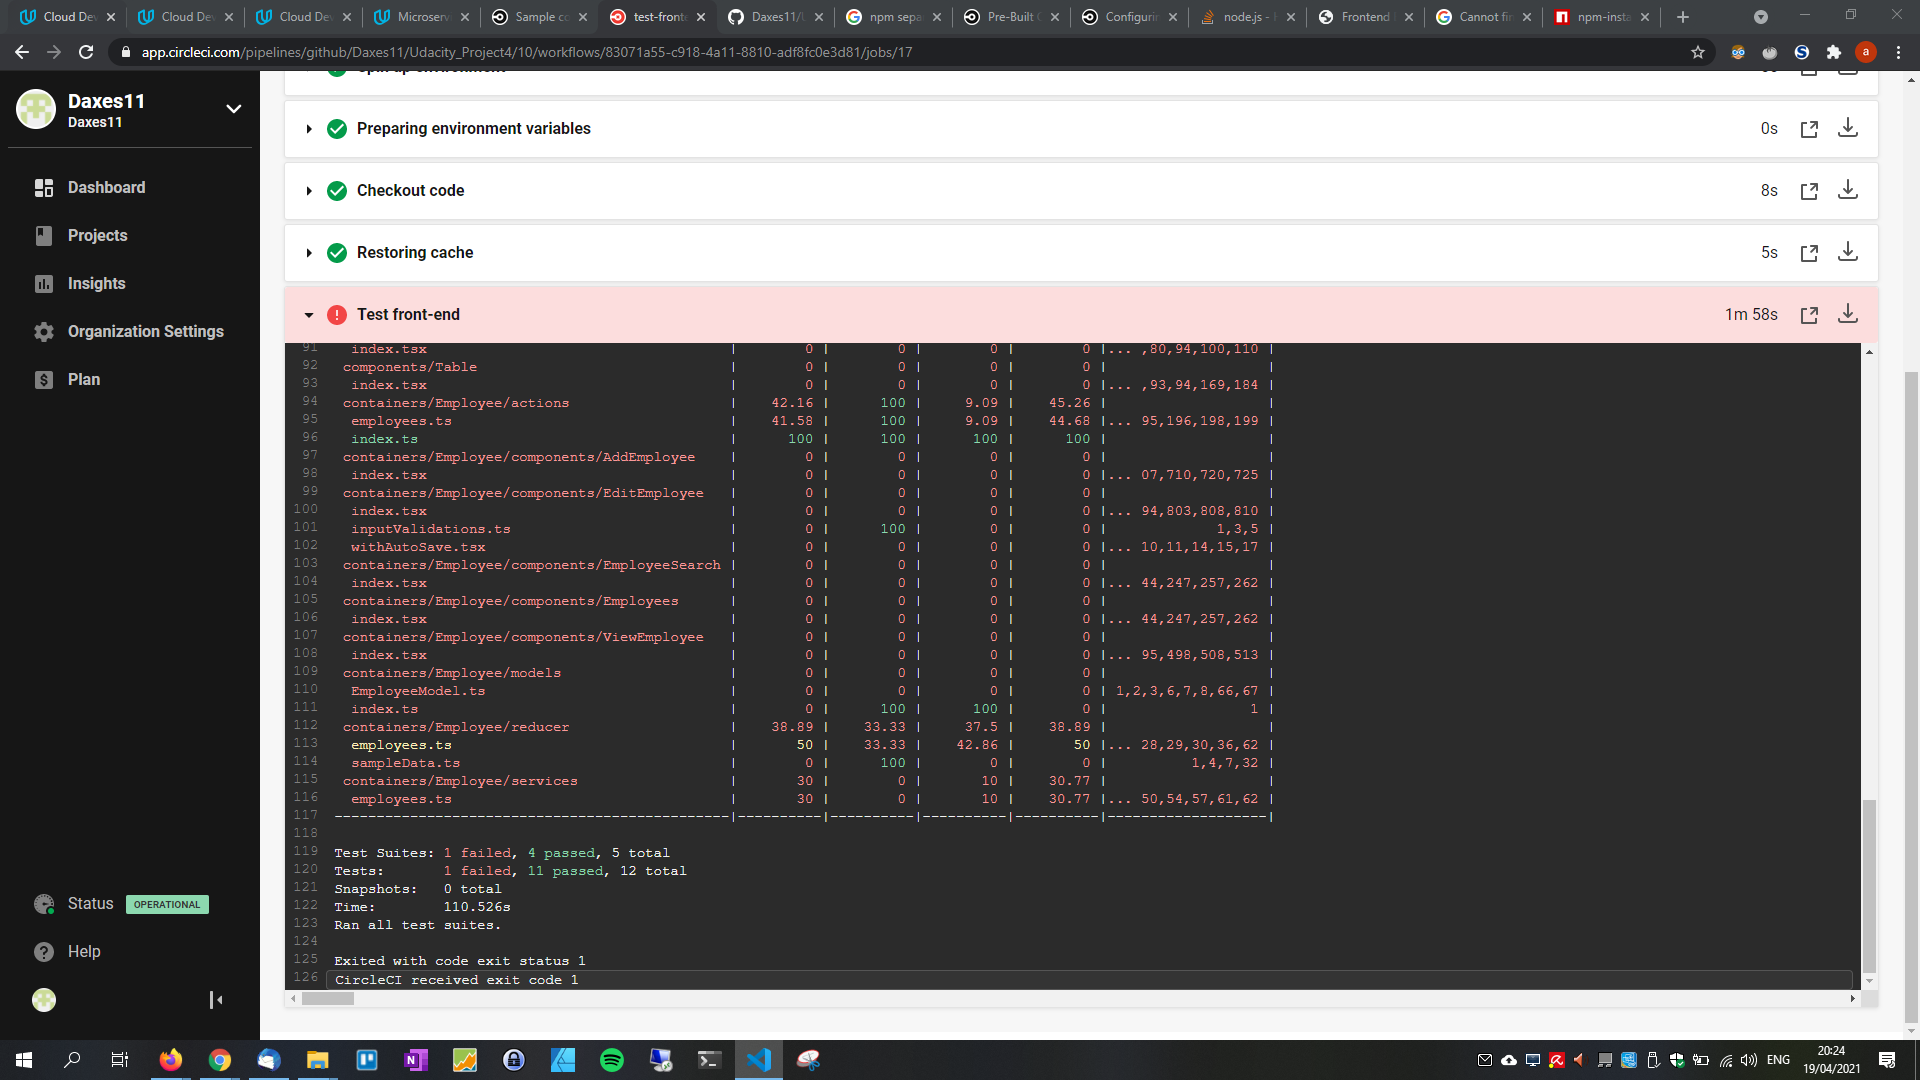 Cloud Dev
Cloud Dev
Cloud Dev
Microserv
Sample co
test-fronte
Daxes11/U
npm sepa
Pre-Built C
Configurin
node.js -
Frontend
Cannot fin
npm-insta
app.circleci.com/pipelines/github/Daxes11/Udacity_Project4/10/workflows/83071a55-c918-4a11-8810-adf8fc0e3d81/jobs/17
a
Daxes11
Daxes11
Dashboard
Projects
Insights
Organization Settings
Plan
Status OPERATIONAL
Help
Preparing environment variables 0s
Checkout code 8s
Restoring cache 5s
Test front-end 1m 58s
91 index.tsx | 0 | 0 | 0 | 0 |... ,80,94,100,110 |
92 components/Table | 0 | 0 | 0 | 0 | |
93 index.tsx | 0 | 0 | 0 | 0 |... ,93,94,169,184 |
94 containers/Employee/actions | 42.16 | 100 | 9.09 | 45.26 | |
95 employees.ts | 41.58 | 100 | 9.09 | 44.68 |... 95,196,198,199 |
96 index.ts | 100 | 100 | 100 | 100 | |
97 containers/Employee/components/AddEmployee | 0 | 0 | 0 | 0 | |
98 index.tsx | 0 | 0 | 0 | 0 |... 07,710,720,725 |
99 containers/Employee/components/EditEmployee | 0 | 0 | 0 | 0 | |
100 index.tsx | 0 | 0 | 0 | 0 |... 94,803,808,810 |
101 inputValidations.ts | 0 | 100 | 0 | 0 | 1,3,5 |
102 withAutoSave.tsx | 0 | 0 | 0 | 0 |... 10,11,14,15,17 |
103 containers/Employee/components/EmployeeSearch | 0 | 0 | 0 | 0 | |
104 index.tsx | 0 | 0 | 0 | 0 |... 44,247,257,262 |
105 containers/Employee/components/Employees | 0 | 0 | 0 | 0 | |
106 index.tsx | 0 | 0 | 0 | 0 |... 44,247,257,262 |
107 containers/Employee/components/ViewEmployee | 0 | 0 | 0 | 0 | |
108 index.tsx | 0 | 0 | 0 | 0 |... 95,498,508,513 |
109 containers/Employee/models | 0 | 0 | 0 | 0 | |
110 EmployeeModel.ts | 0 | 0 | 0 | 0 | 1,2,3,6,7,8,66,67 |
111 index.ts | 0 | 100 | 100 | 0 | 1 |
112 containers/Employee/reducer | 38.89 | 33.33 | 37.5 | 38.89 | |
113 employees.ts | 50 | 33.33 | 42.86 | 50 |... 28,29,30,36,62 |
114 sampleData.ts | 0 | 100 | 0 | 0 | 1,4,7,32 |
115 containers/Employee/services | 30 | 0 | 10 | 30.77 | |
116 employees.ts | 30 | 0 | 10 | 30.77 |... 50,54,57,61,62 |
117 -----------------------------------------------|----------|----------|----------|----------|-------------------|
118
119 Test Suites: 1 failed, 4 passed, 5 total
120 Tests: 1 failed, 11 passed, 12 total
121 Snapshots: 0 total
122 Time: 110.526s
123 Ran all test suites.
124
125 Exited with code exit status 1
126 CircleCI received exit code 1
ENG
20:24
19/04/2021